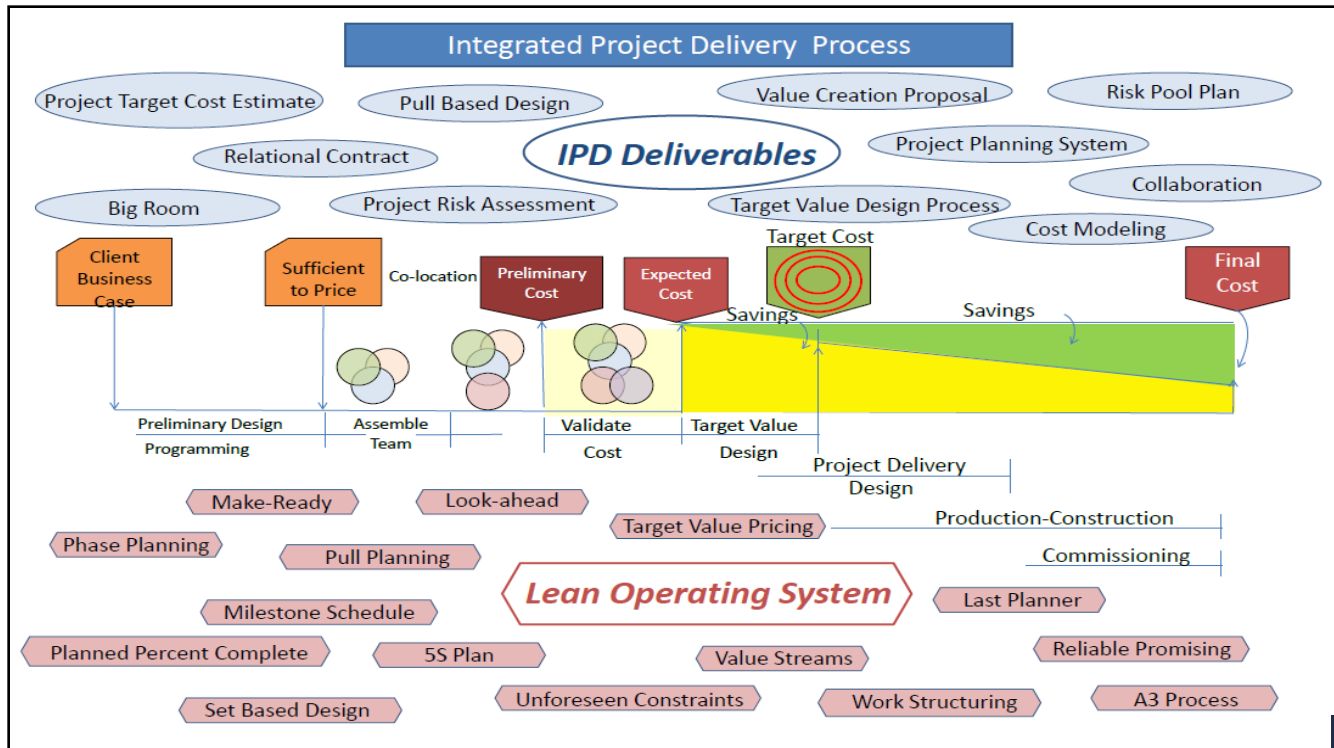 Integrated Project Delivery Process
Project Target Cost Estimate
Pull Based Design
Value Creation Proposal
Risk Pool Plan
Relational Contract
IPD Deliverables
Project Planning System
Big Room
Project Risk Assessment
Target Value Design Process
Collaboration
Cost Modeling
Client
Business
Case
Sufficient
to Price
Co-location
Preliminary
Cost
Expected
Cost
Target Cost
Final
Cost
Savings
Savings
Preliminary Design
Programming
Assemble
Team
Validate
Cost
Target Value
Design
Project Delivery
Design
Production-Construction
Commissioning
Make-Ready
Look-ahead
Target Value Pricing
Phase Planning
Pull Planning
Lean Operating System
Last Planner
Milestone Schedule
Planned Percent Complete
5S Plan
Value Streams
Reliable Promising
Set Based Design
Unforeseen Constraints
Work Structuring
A3 Process